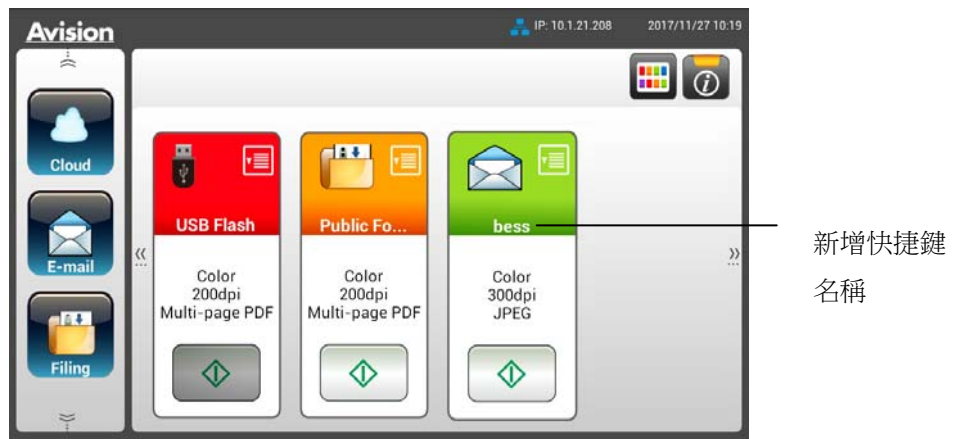 Avision
IP: 10.1.21.208
2017/11/27 10:19
Cloud
E-mail
Filing
USB Flash
Color
200dpi
Multi-page PDF
Public Fo...
Color
200dpi
Multi-page PDF
bess
Color
300dpi
JPEG
新增快捷鍵
名稱